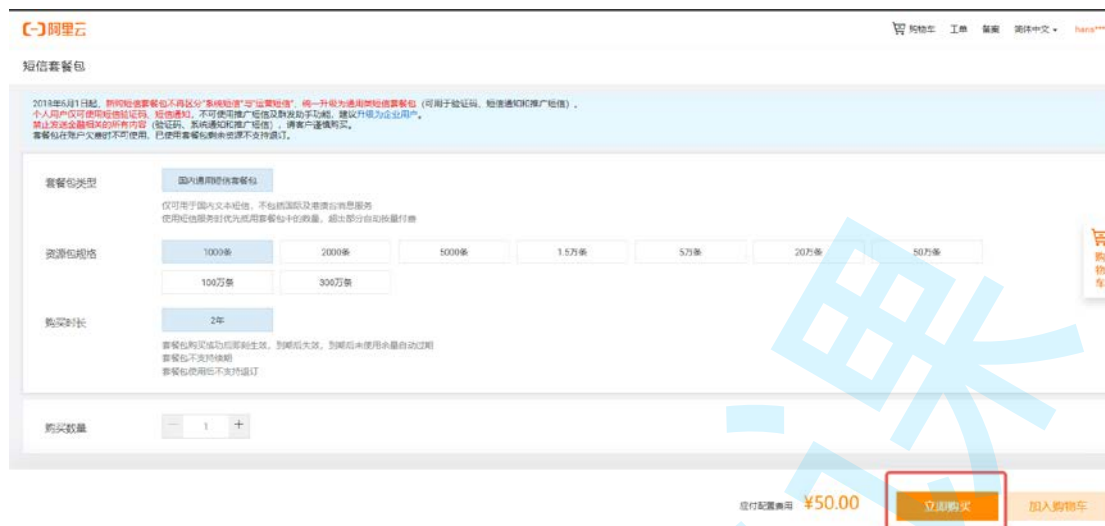 阿里云
购物车 工单 备案 简体中文 hans***
短信套餐包
2018年6月1日起，新购短信套餐包不再区分“系统短信”与“运营短信”，统一升级为通用类短信套餐包（可用于验证码、短信通知和推广短信）。
个人用户仅可使用短信验证码、短信通知，不可使用推广短信及群发助手功能，建议升级为企业用户。
禁止发送金融相关的所有内容（验证码、系统通知和推广短信），请客户谨慎购买。
套餐包在账户欠费时不可使用，已使用套餐包剩余资源不支持退订。
套餐包类型 国内通用短信套餐包
仅可用于国内文本短信，不包括国际及港澳台消息服务
使用短信服务时优先抵用套餐包中的数量，超出部分自动按量付费
资源包规格 1000条 2000条 5000条 1.5万条 5万条 20万条 50万条
100万条 300万条
购物车
购买时长 2年
套餐包购买成功后即刻生效，到期后失效，到期后未使用余量自动过期
套餐包不支持续期
套餐包使用后不支持退订
购买数量 1
应付配置费用 ¥50.00 立即购买 加入购物车